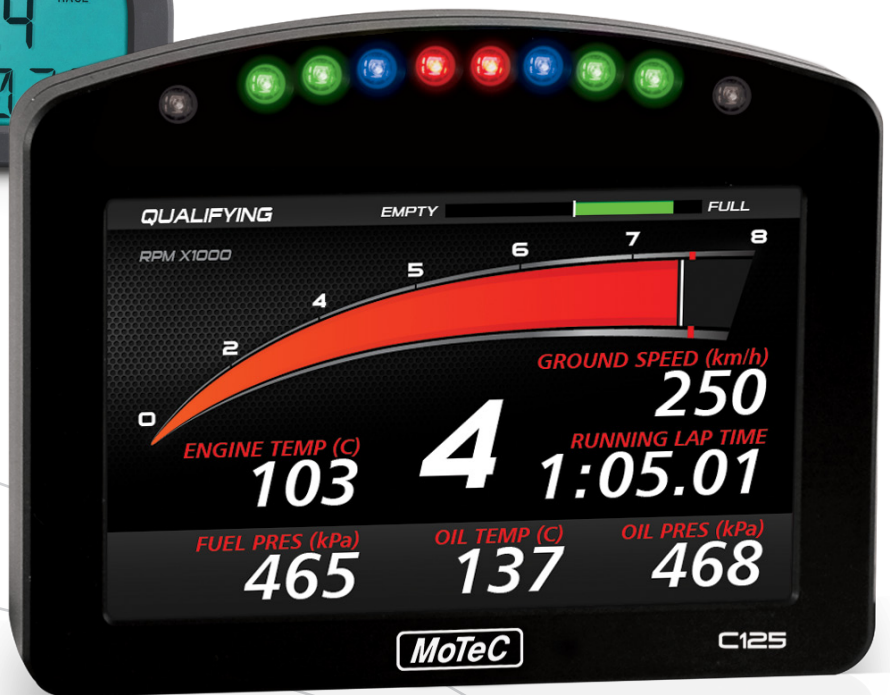 QUALIFYING
EMPTY FULL
RPM X1000
0 2 4 5 6 7 8
GROUND SPEED (km/h)
250
ENGINE TEMP (C)
103
4
RUNNING LAP TIME
1:05.01
FUEL PRES (kPa)
465
OIL TEMP (C)
137
OIL PRES (kPa)
468
MoTeC
C125